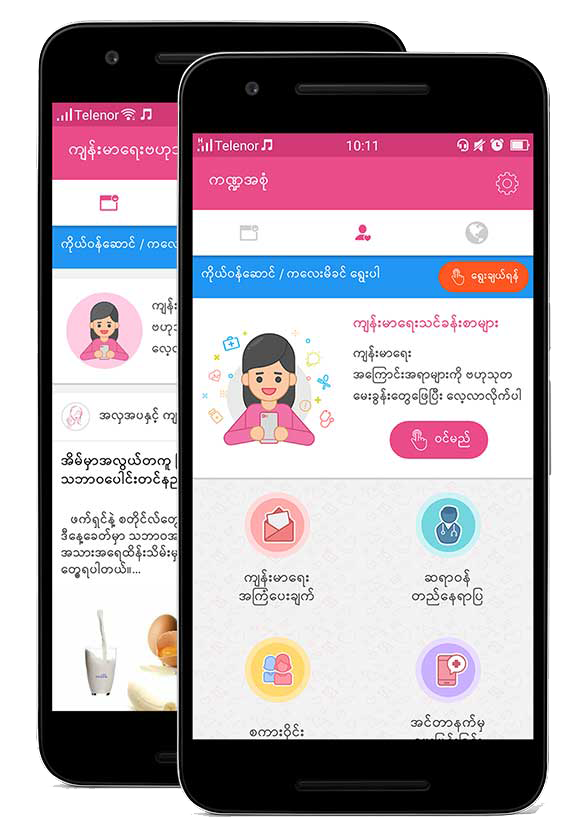 Telenor
ကျန်းမာရေးဗဟုသ
ကိုယ်ဝန်ဆောင် / ကလေ
ကျန်း
ဗဟု
လေ့လ
အလှအပနှင့် ကျ
အိမ်မှာအလွယ်တကူ
သဘာဝပေါင်းတင်နည
ဖက်ရှင်နဲ့ စတိုင်လ်တွေ
ဒီနေ့ခေတ်မှာ သဘာဝအ
အသားအရေထိန်းသိမ်းမှ
တွေ့ရပါတယ်။...
Telenor 10:11
ကဏ္ဍအစုံ
ကိုယ်ဝန်ဆောင် / ကလေးမိခင် ရွေးပါ
ရွေးချယ်ရန်
ကျန်းမာရေးသင်ခန်းစာများ
ကျန်းမာရေး
အကြောင်းအရာများကို ဗဟုသုတ
မေးခွန်းတွေဖြေပြီး လေ့လာလိုက်ပါ
ဝင်မည်
ကျန်းမာရေး
အကြံပေးချက်
ဆရာဝန်
တည်နေရာပြ
စကားဝိုင်း
အင်တာနက်မှ